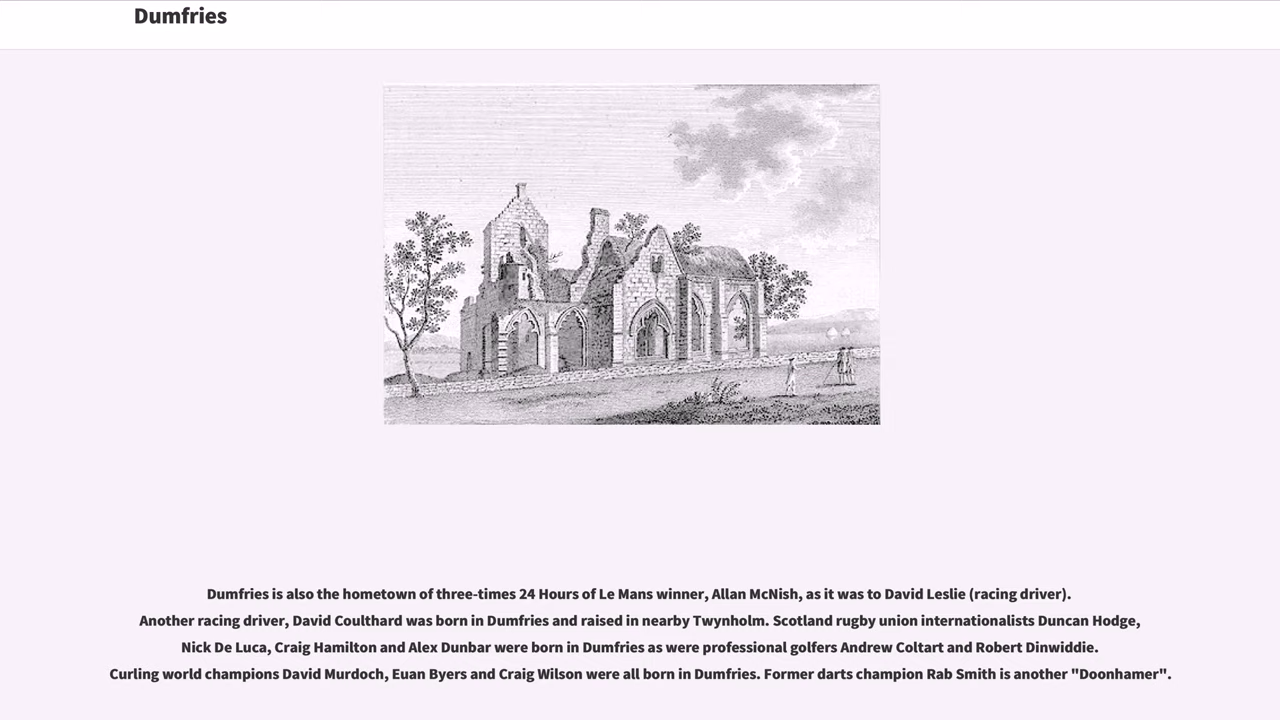 Dumfries
Dumfries is also the hometown of three-times 24 Hours of Le Mans winner, Allan McNish, as it was to David Leslie (racing driver).
Another racing driver, David Coulthard was born in Dumfries and raised in nearby Twynholm. Scotland rugby union internationalists Duncan Hodge,
Nick De Luca, Craig Hamilton and Alex Dunbar were born in Dumfries as were professional golfers Andrew Coltart and Robert Dinwiddie.
Curling world champions David Murdoch, Euan Byers and Craig Wilson were all born in Dumfries. Former darts champion Rab Smith is another "Doonhamer".